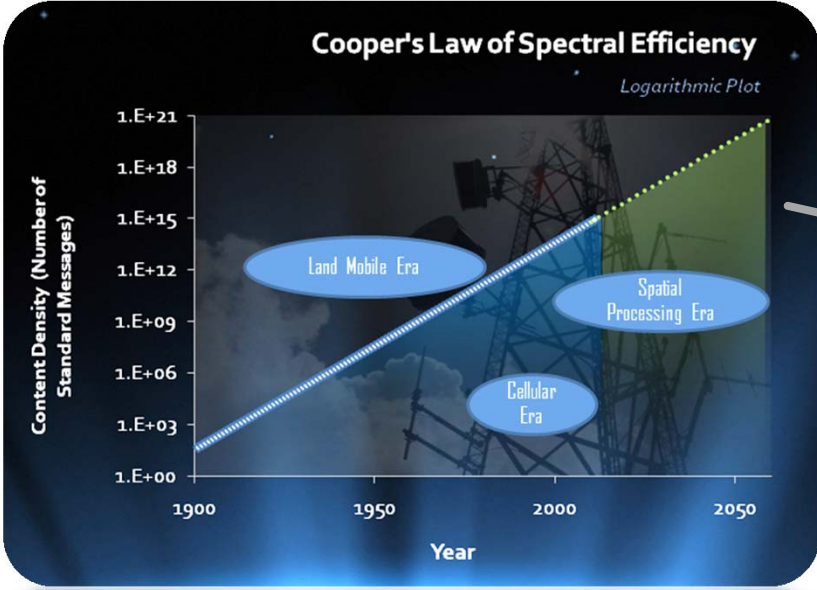 Cooper's Law of Spectral Efficiency
Logarithmic Plot
Content Density (Number of
Standard Messages)
1.E+21
1.E+18
1.E+15
1.E+12
1.E+09
1.E+06
1.E+03
1.E+00
Land Mobile Era
Spatial
Processing Era
Cellular
Era
1900
1950
2000
2050
Year